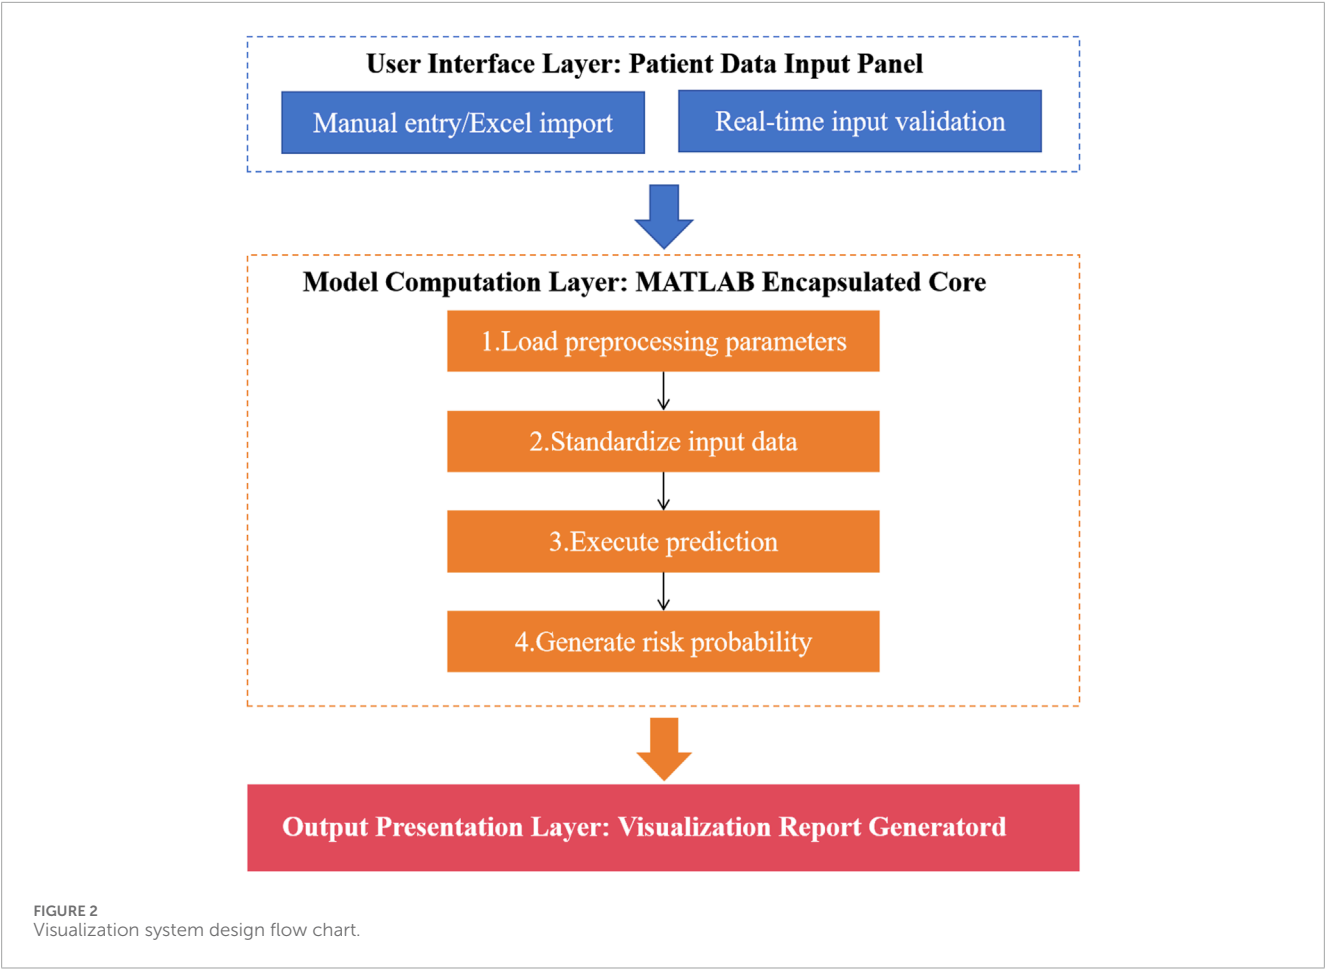 User Interface Layer: Patient Data Input Panel
Manual entry/Excel import
Real-time input validation
Model Computation Layer: MATLAB Encapsulated Core
1.Load preprocessing parameters
2.Standardize input data
3.Execute prediction
4.Generate risk probability
Output Presentation Layer: Visualization Report Generatord
FIGURE 2
Visualization system design flow chart.